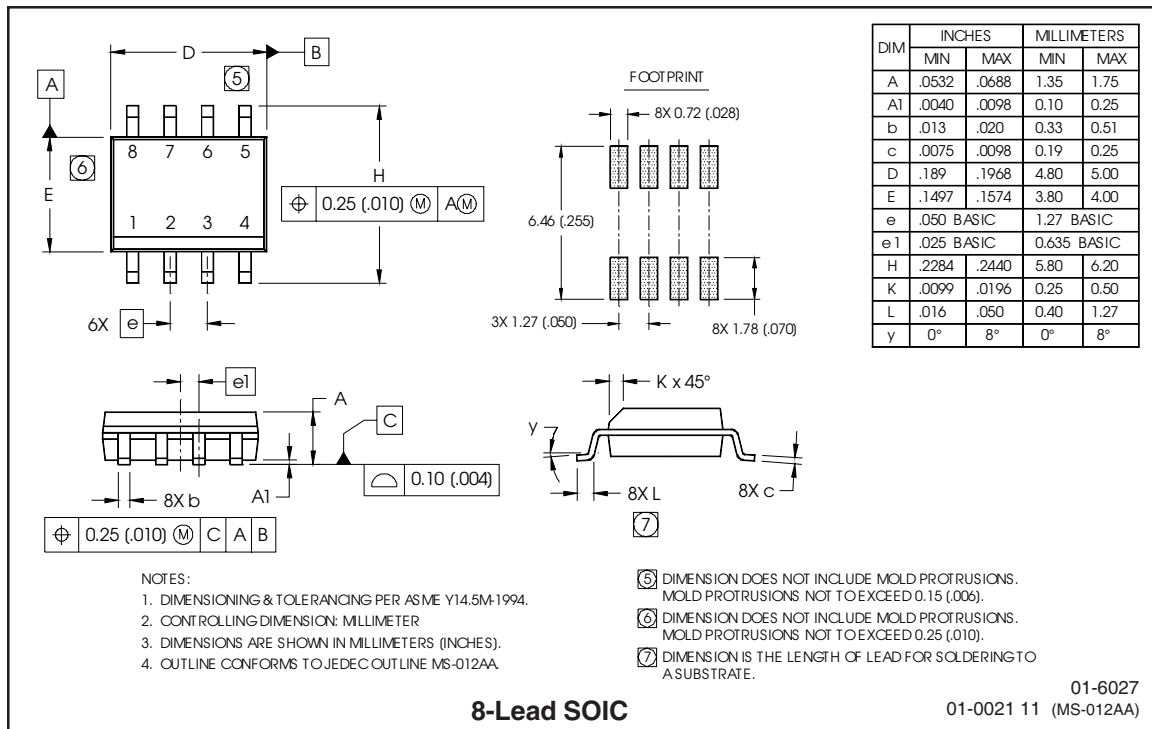 D
B
5
A
8 7 6 5
6
E
H
⌖ 0.25 (.010) Ⓜ AⓂ
1 2 3 4
6X e
FOOTPRINT
8X 0.72 (.028)
6.46 (.255)
3X 1.27 (.050)
8X 1.78 (.070)
DIM INCHES MILLIMETERS
MIN MAX MIN MAX
A .0532 .0688 1.35 1.75
A1 .0040 .0098 0.10 0.25
b .013 .020 0.33 0.51
c .0075 .0098 0.19 0.25
D .189 .1968 4.80 5.00
E .1497 .1574 3.80 4.00
e .050 BASIC 1.27 BASIC
e1 .025 BASIC 0.635 BASIC
H .2284 .2440 5.80 6.20
K .0099 .0196 0.25 0.50
L .016 .050 0.40 1.27
y 0° 8° 0° 8°
e1
A
C
0.10 (.004)
A1
8X b
⌖ 0.25 (.010) Ⓜ C A B
K x 45°
y
8X L
8X c
7
NOTES:
1. DIMENSIONING & TOLERANCING PER ASME Y14.5M-1994.
2. CONTROLLING DIMENSION: MILLIMETER
3. DIMENSIONS ARE SHOWN IN MILLIMETERS (INCHES).
4. OUTLINE CONFORMS TO JEDEC OUTLINE MS-012AA.
5 DIMENSION DOES NOT INCLUDE MOLD PROTRUSIONS.
MOLD PROTRUSIONS NOT TO EXCEED 0.15 (.006).
6 DIMENSION DOES NOT INCLUDE MOLD PROTRUSIONS.
MOLD PROTRUSIONS NOT TO EXCEED 0.25 (.010).
7 DIMENSION IS THE LENGTH OF LEAD FOR SOLDERING TO
A SUBSTRATE.
8-Lead SOIC
01-6027
01-0021 11 (MS-012AA)